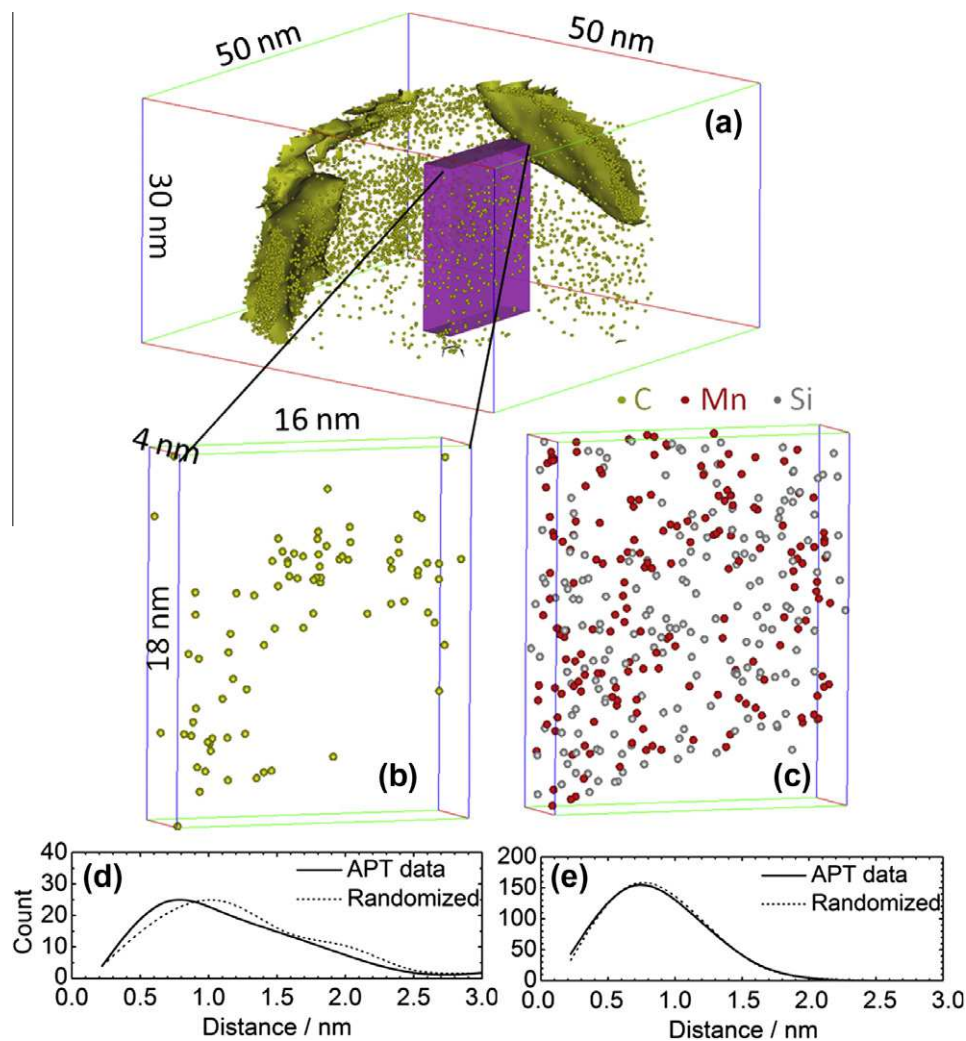 50 nm
50 nm
(a)
30 nm
C Mn Si
16 nm
4 nm
18 nm
(b)
(c)
(d)
40
30
20
10
0
Count
APT data
Randomized
0.0 0.5 1.0 1.5 2.0 2.5 3.0
Distance / nm
(e)
200
150
100
50
0
APT data
Randomized
0.0 0.5 1.0 1.5 2.0 2.5 3.0
Distance / nm